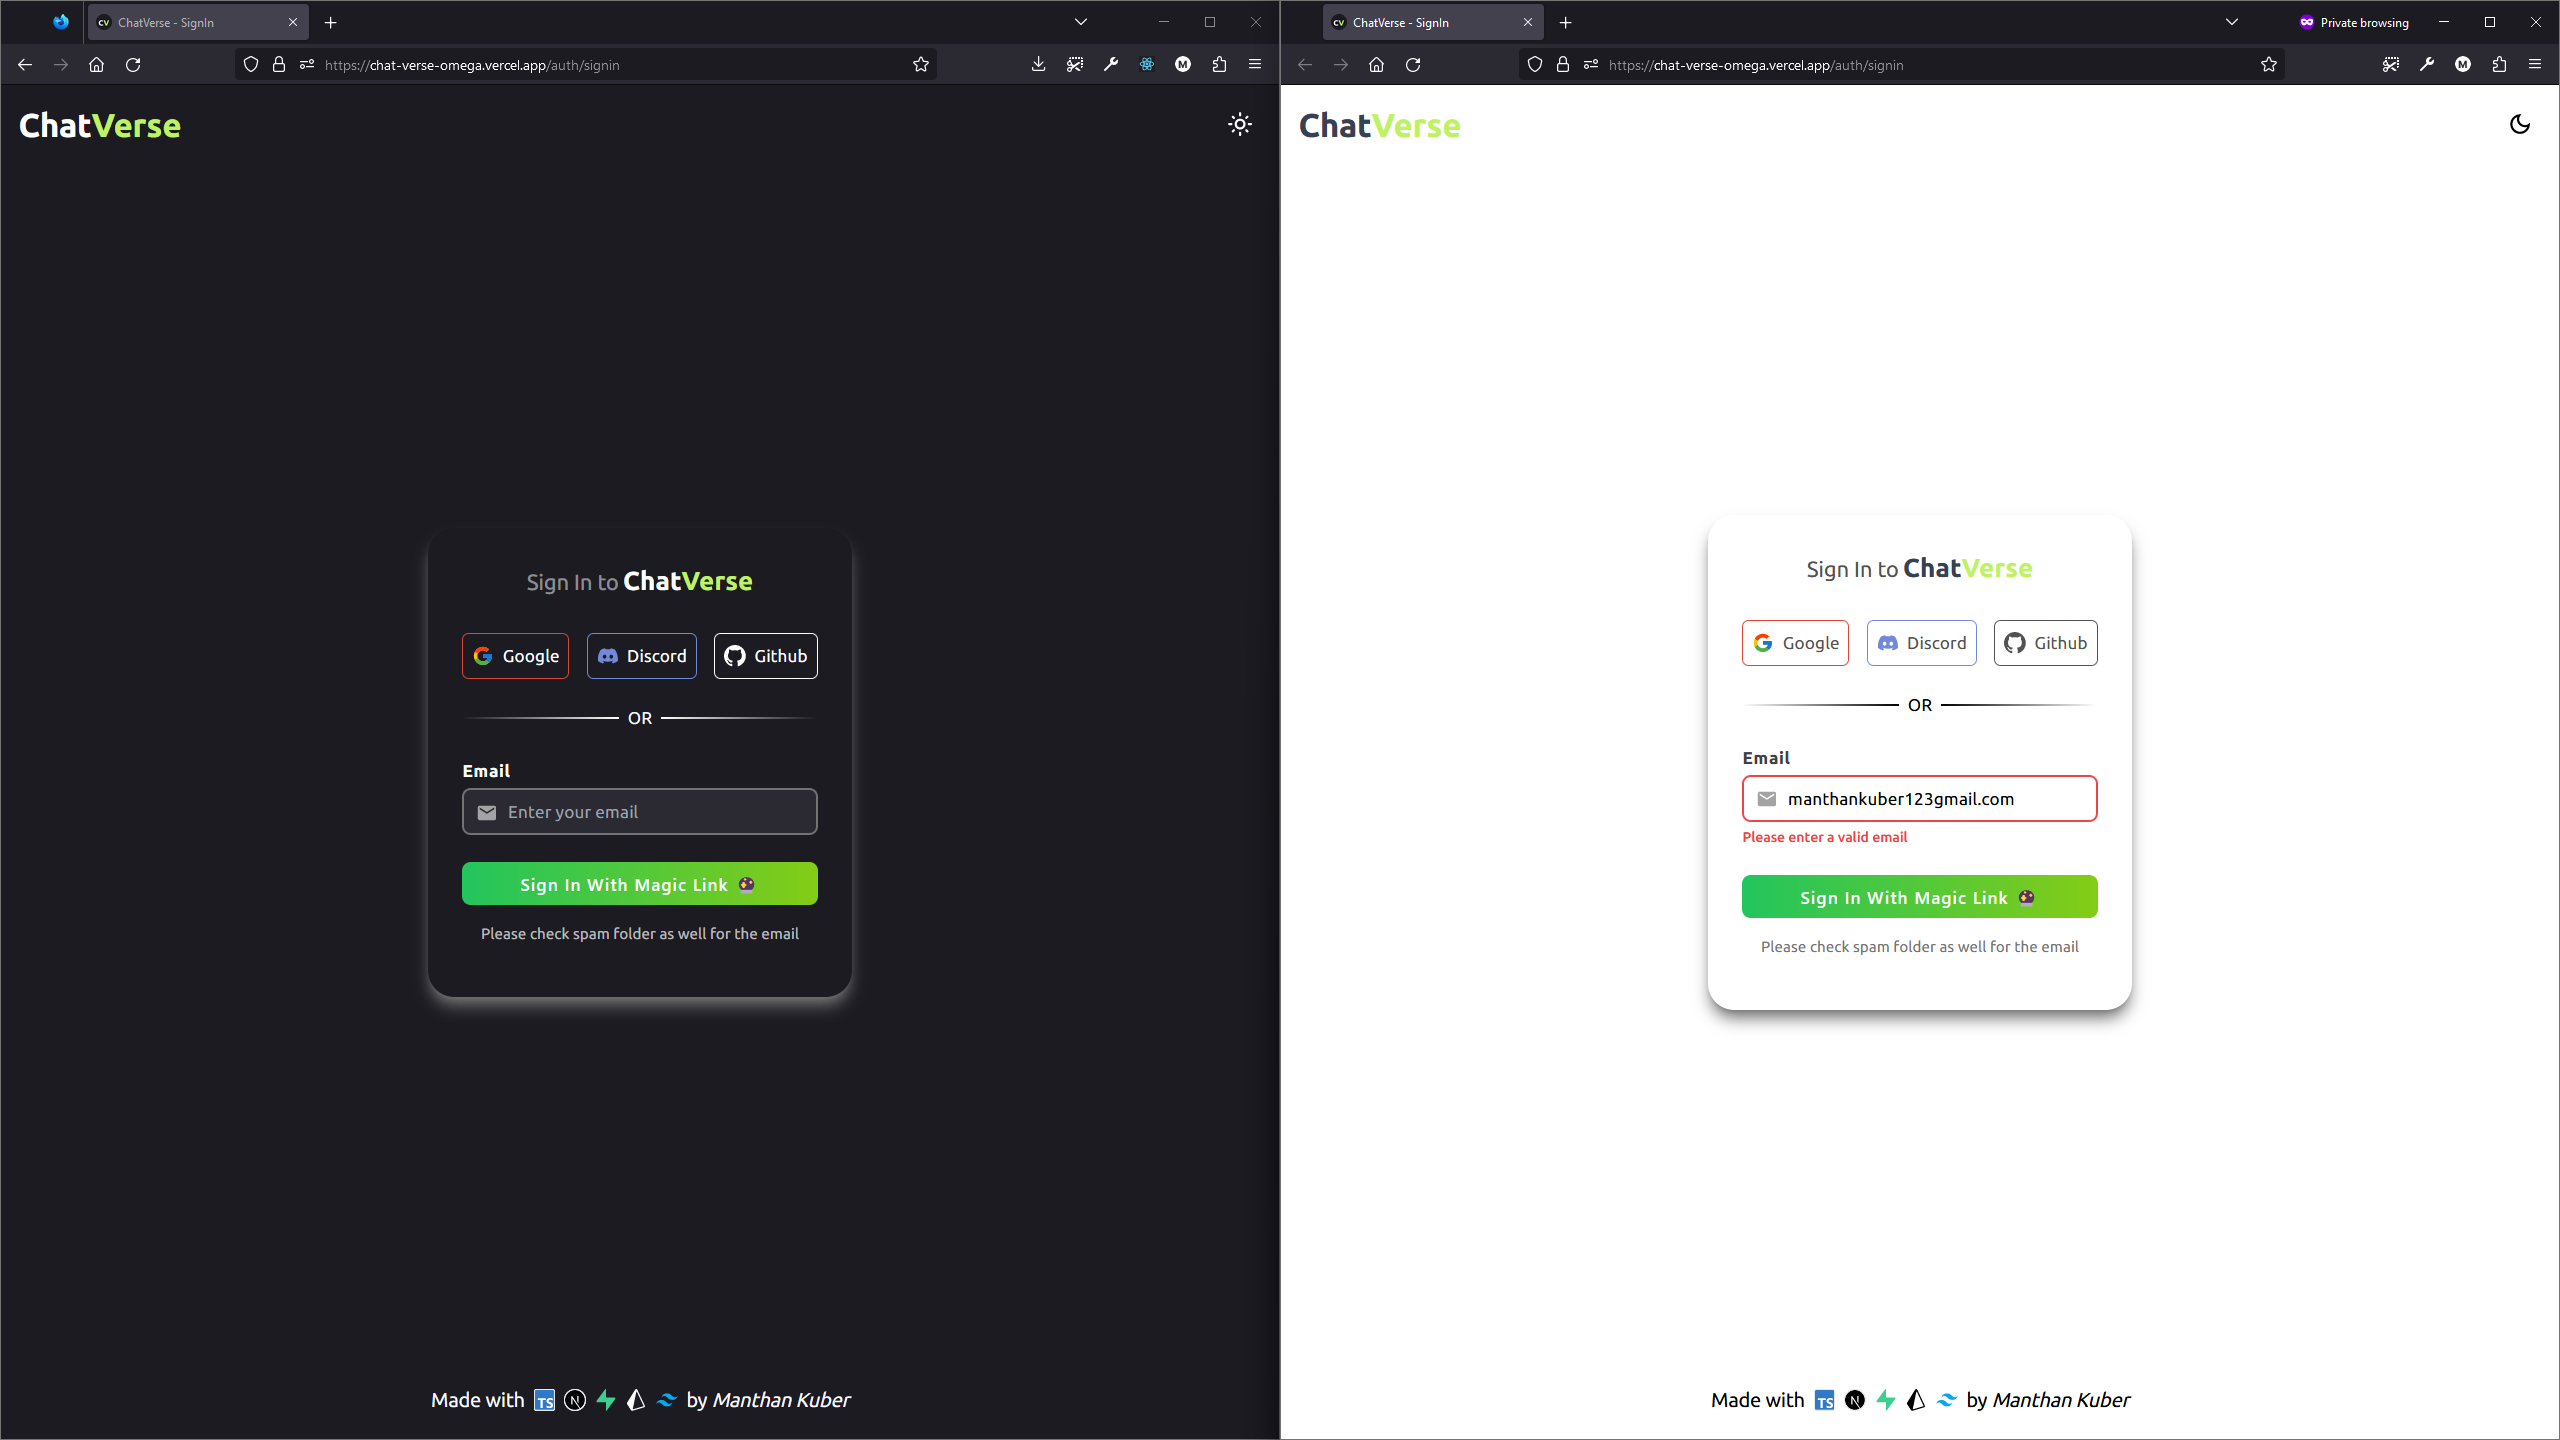 CV ChatVerse - SignIn
https://chat-verse-omega.vercel.app/auth/signin
M
ChatVerse
Sign In to ChatVerse
Google Discord Github
OR
Email
Enter your email
Sign In With Magic Link
Please check spam folder as well for the email
Made with TS N by Manthan Kuber
CV ChatVerse - SignIn
Private browsing
https://chat-verse-omega.vercel.app/auth/signin
M
ChatVerse
Sign In to ChatVerse
Google Discord Github
OR
Email
manthankuber123gmail.com
Please enter a valid email
Sign In With Magic Link
Please check spam folder as well for the email
Made with TS N by Manthan Kuber